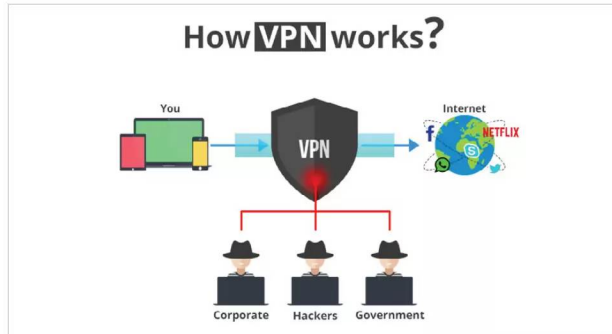 How VPN works?
You
Internet
VPN
f
NETFLIX
S
Corporate
Hackers
Government